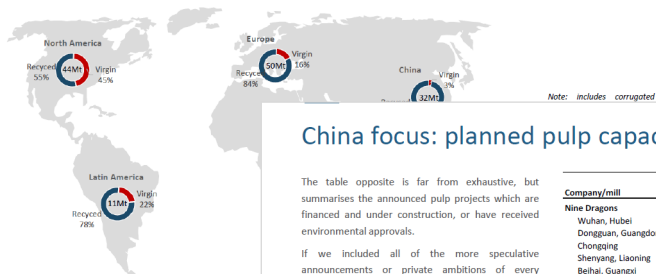 North America
Recyced
55%
44Mt
Virgin
45%
Europe
50Mt
Virgin
16%
Recyced
84%
China
Virgin
3%
32Mt
Latin America
11Mt
Virgin
22%
Recyced
78%
Note: includes corrugated
China focus: planned pulp capac
The table opposite is far from exhaustive, but
summarises the announced pulp projects which are
financed and under construction, or have received
environmental approvals.
If we included all of the more speculative
announcements or private ambitions of every
Company/mill
Nine Dragons
Wuhan, Hubei
Dongguan, Guangdo
Chongqing
Shenyang, Liaoning
Beihai, Guangxi